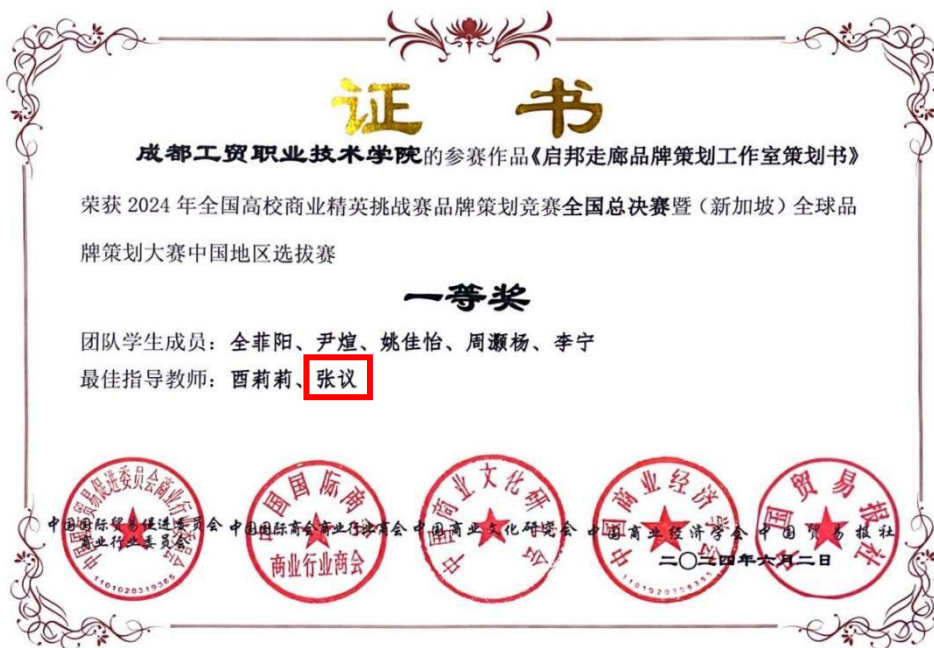 证 书
成都工贸职业技术学院的参赛作品《启邦走廊品牌策划工作室策划书》
荣获 2024 年全国高校商业精英挑战赛品牌策划竞赛全国总决赛暨（新加坡）全球品
牌策划大赛中国地区选拔赛
一等奖
团队学生成员：全菲阳、尹煊、姚佳怡、周灏杨、李宁
最佳指导教师：酉莉莉、张议
中国国际贸易促进委员会 中国国际商会商业行业商会 中国商业文化研究会 中国商业经济学会 中国贸易报社
商业行业委员会
商业行业商会
二〇二四年六月二日